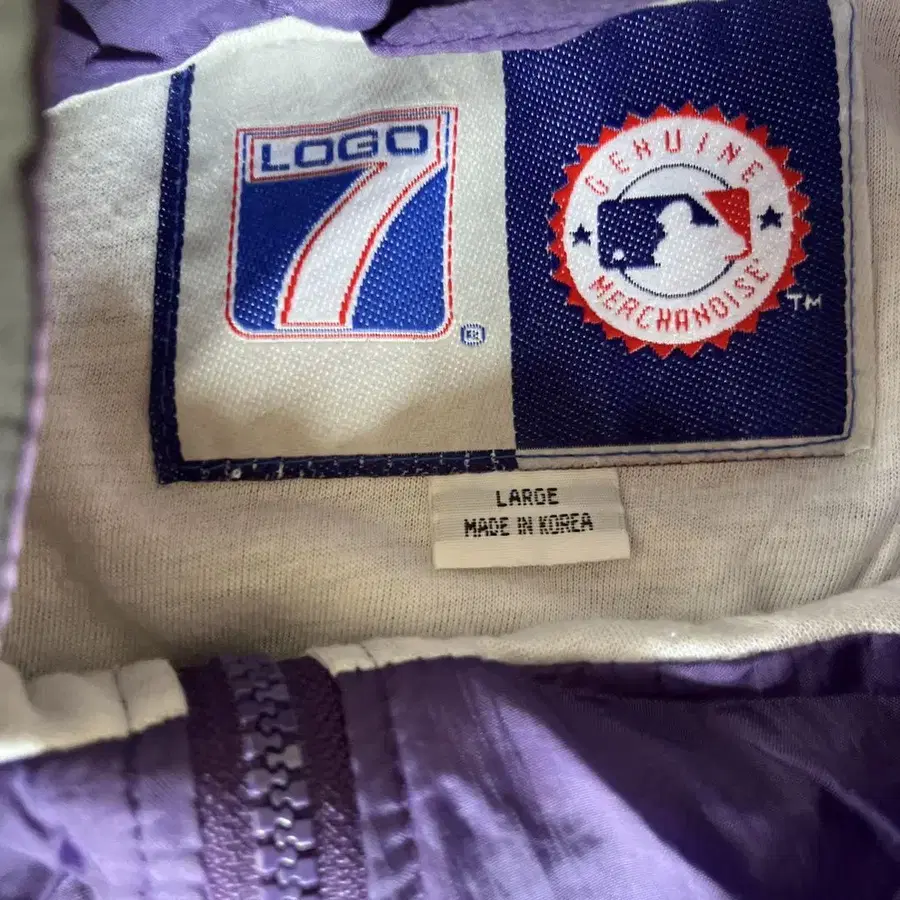 LOGO
7
®
GENUINE
MERCHANDISE
TM
LARGE
MADE IN KOREA